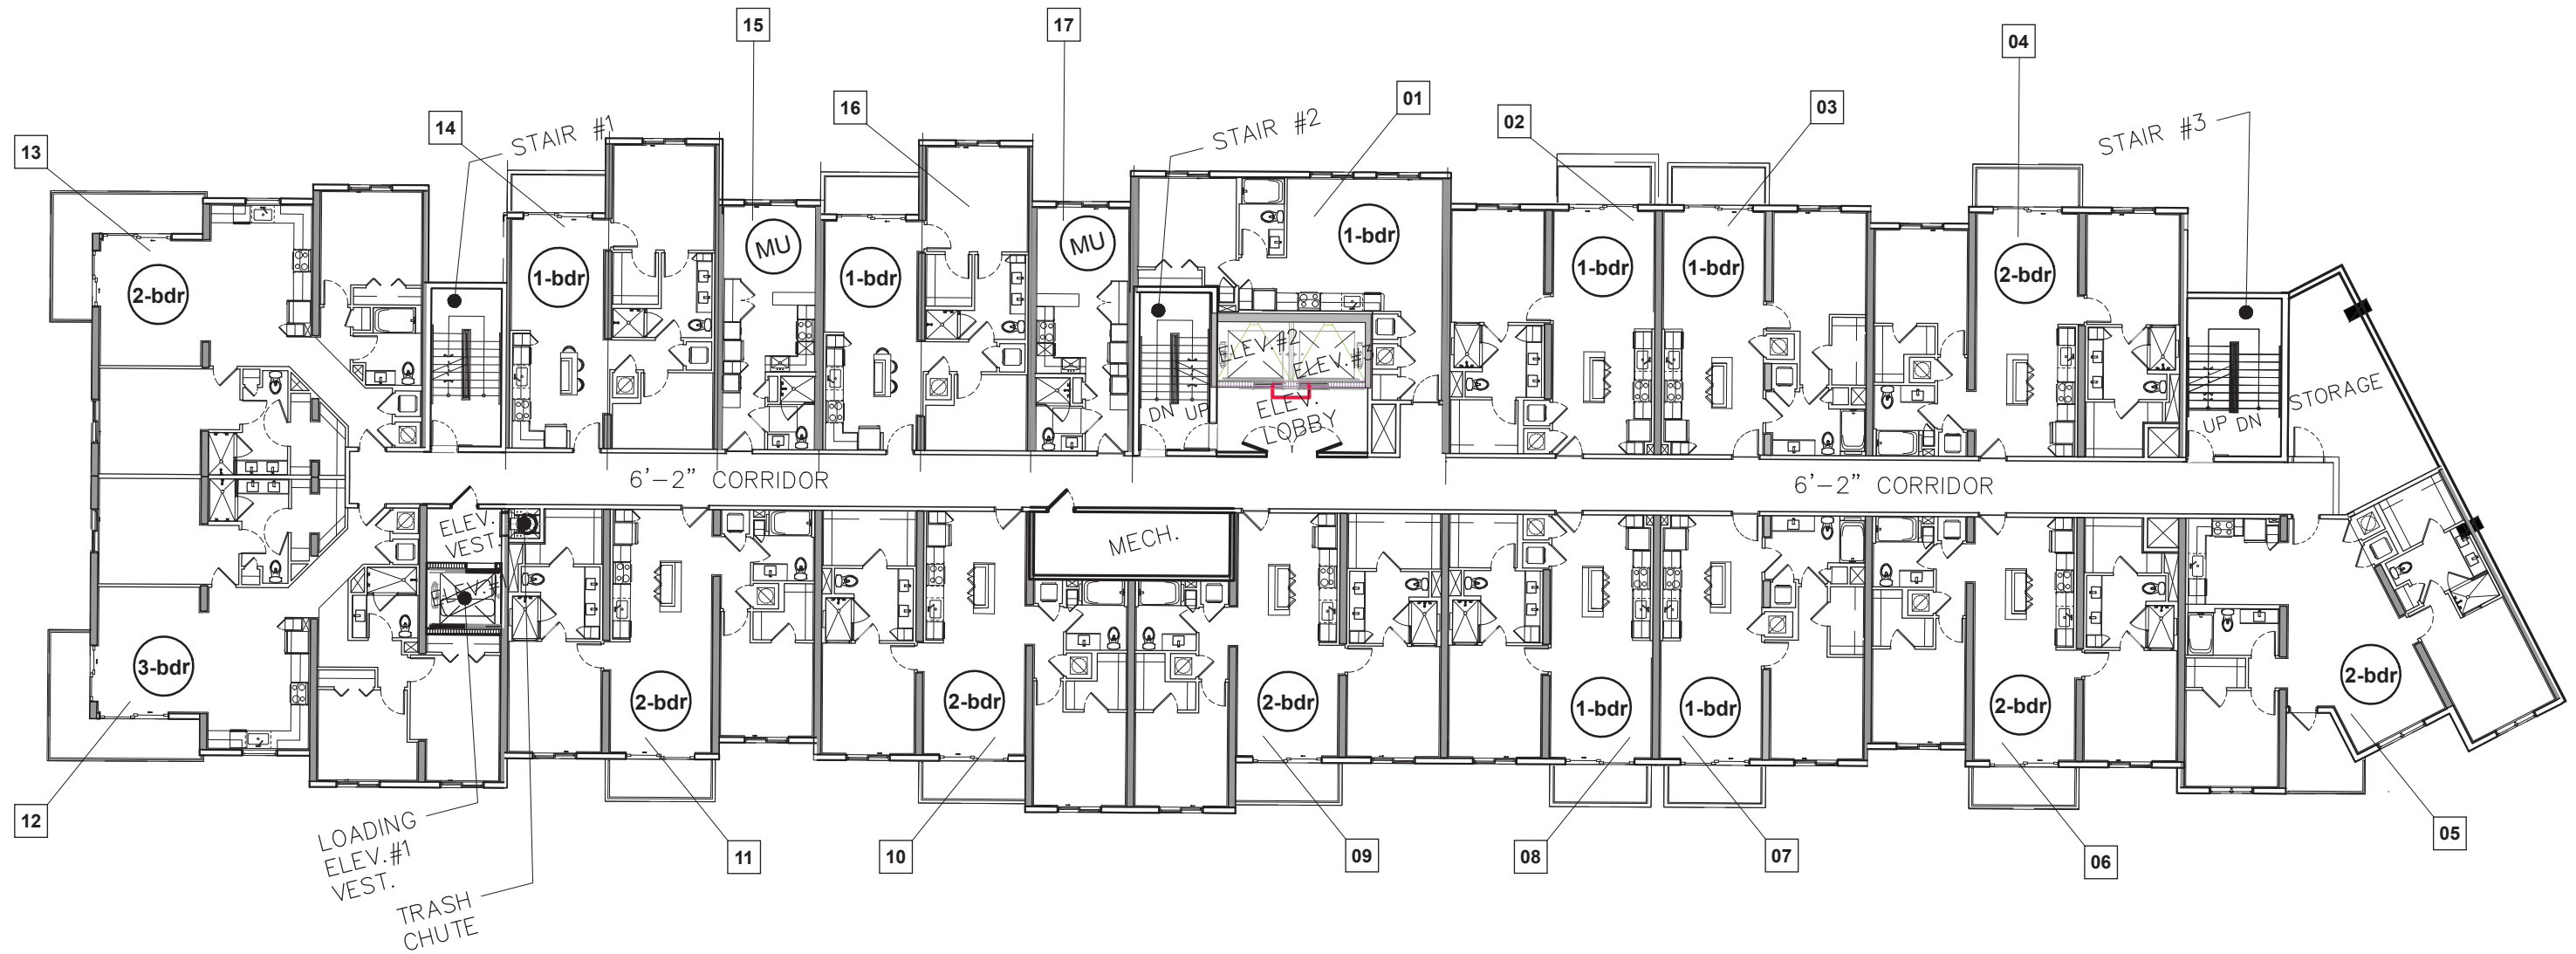 15
17
04
01
16
03
02
14
13
STAIR #1
STAIR #2
STAIR #3
2-bdr
1-bdr
MU
1-bdr
MU
1-bdr
1-bdr
1-bdr
2-bdr
ELEV.#2
ELEV.#3
ELEV.
LOBBY
DN UP
UP DN
STORAGE
6'-2" CORRIDOR
6'-2" CORRIDOR
ELEV.
VEST.
MECH.
3-bdr
2-bdr
2-bdr
2-bdr
1-bdr
1-bdr
2-bdr
2-bdr
12
11
10
09
08
07
06
05
LOADING
ELEV.#1
VEST.
TRASH
CHUTE